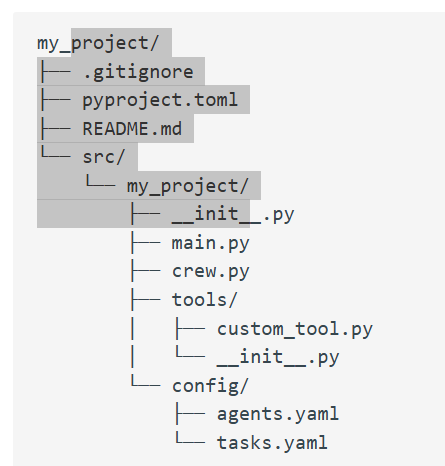 my_project/
├── .gitignore
├── pyproject.toml
├── README.md
└── src/
    └── my_project/
        ├── __init__.py
        ├── main.py
        ├── crew.py
        ├── tools/
        │   ├── custom_tool.py
        │   └── __init__.py
        └── config/
            ├── agents.yaml
            └── tasks.yaml